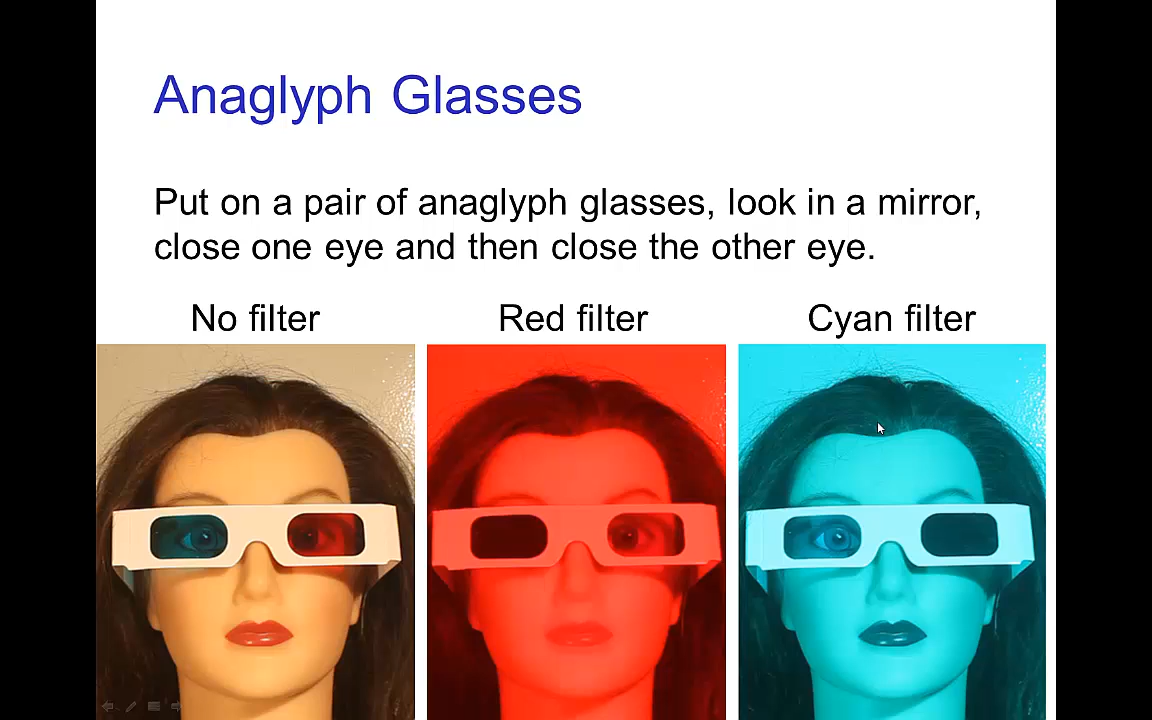 Anaglyph Glasses
Put on a pair of anaglyph glasses, look in a mirror,
close one eye and then close the other eye.
No filter
Red filter
Cyan filter